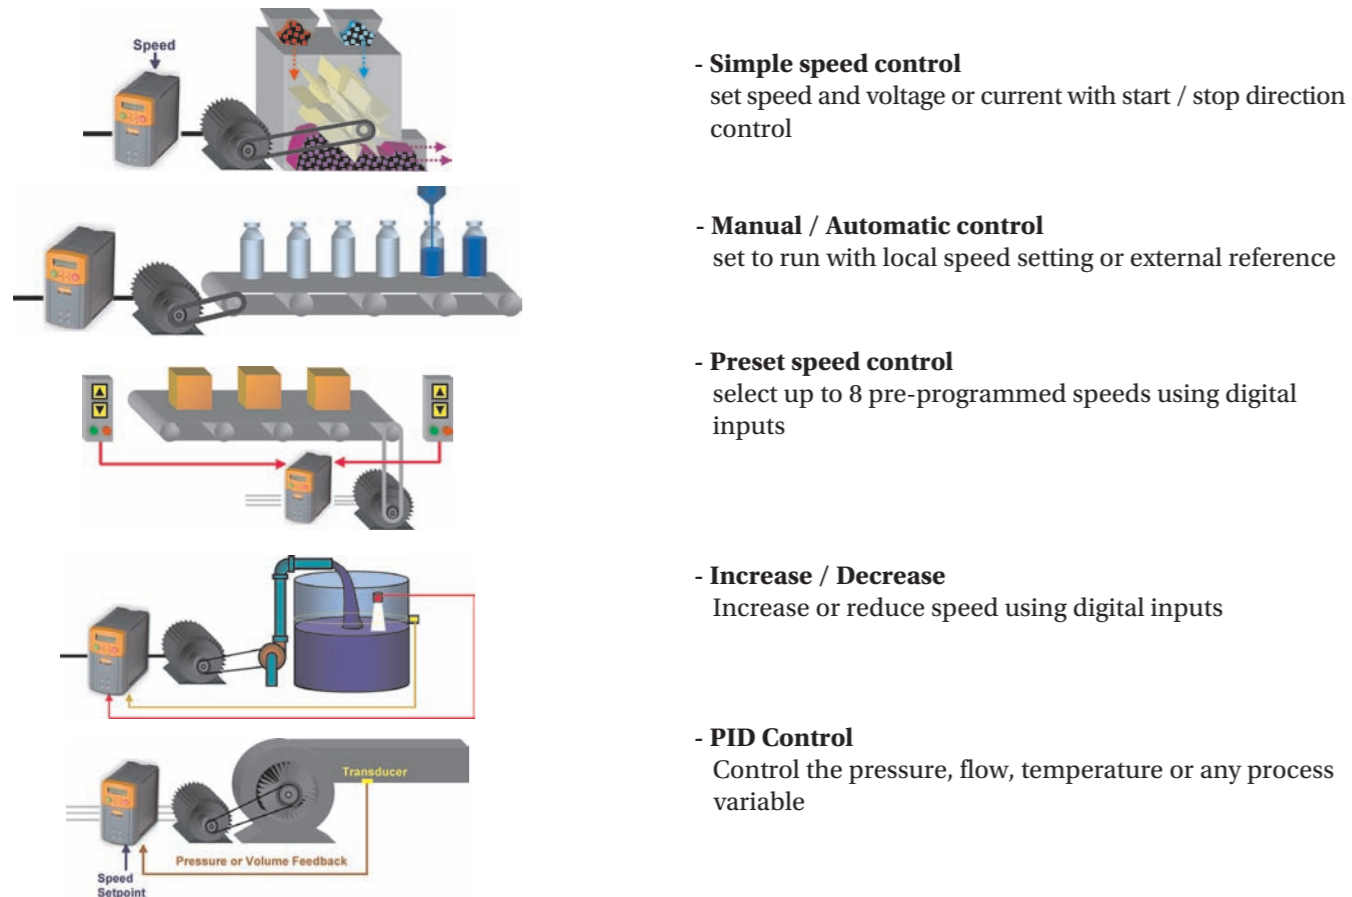 Speed
- Simple speed control
set speed and voltage or current with start / stop direction
control
- Manual / Automatic control
set to run with local speed setting or external reference
- Preset speed control
select up to 8 pre-programmed speeds using digital
inputs
- Increase / Decrease
Increase or reduce speed using digital inputs
- PID Control
Control the pressure, flow, temperature or any process
variable
Transducer
Pressure or Volume Feedback
Speed
Setpoint